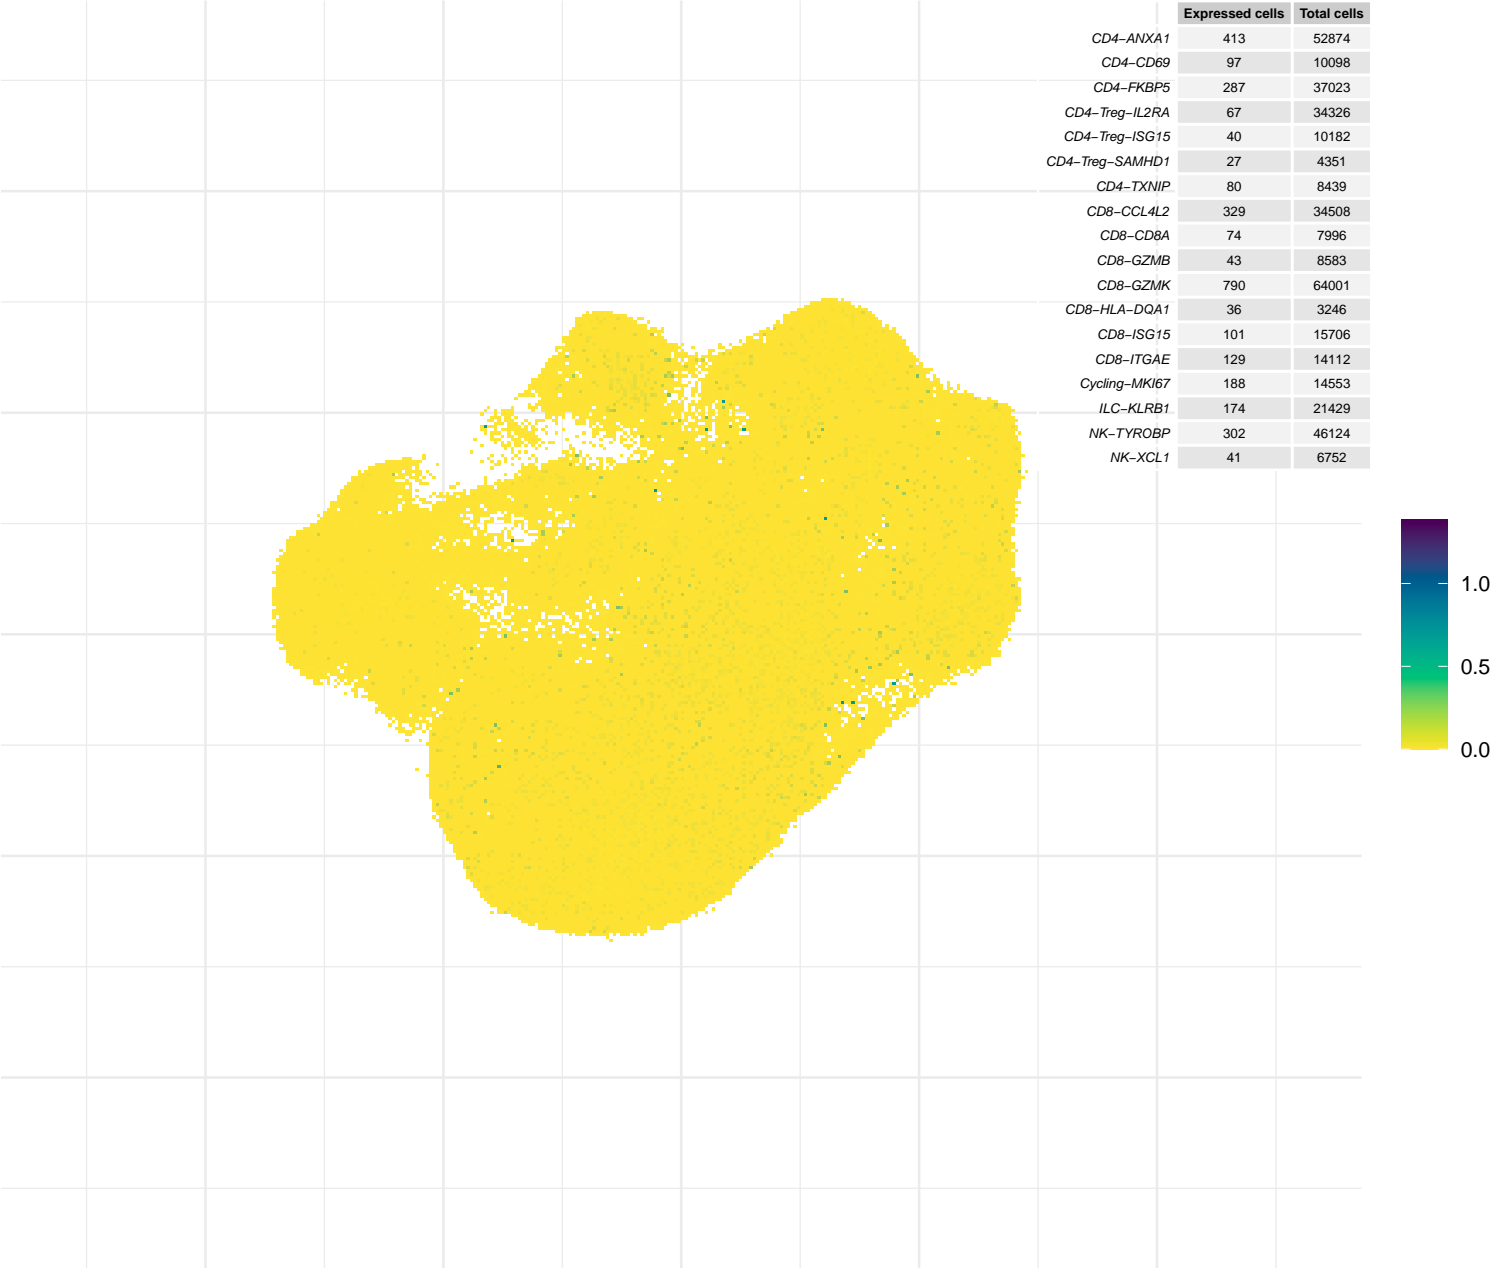 Expressed cells Total cells
CD4−ANXA1 413 52874
CD4−CD69 97 10098
CD4−FKBP5 287 37023
CD4−Treg−IL2RA 67 34326
CD4−Treg−ISG15 40 10182
CD4−Treg−SAMHD1 27 4351
CD4−TXNIP 80 8439
CD8−CCL4L2 329 34508
CD8−CD8A 74 7996
CD8−GZMB 43 8583
CD8−GZMK 790 64001
CD8−HLA−DQA1 36 3246
CD8−ISG15 101 15706
CD8−ITGAE 129 14112
Cycling−MKI67 188 14553
ILC−KLRB1 174 21429
NK−TYROBP 302 46124
NK−XCL1 41 6752
1.0
0.5
0.0